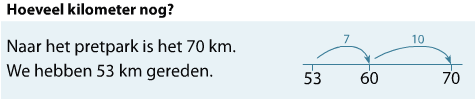 Hoeveel kilometer nog?
Naar het pretpark is het 70 km.
We hebben 53 km gereden.
7 10
53 60 70